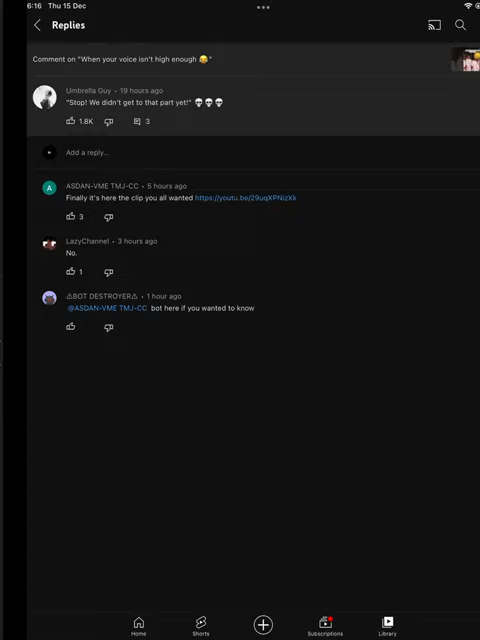 6:16 Thu 15 Dec
Replies
Comment on "When your voice isn't high enough 😂"
Umbrella Guy • 19 hours ago
"Stop! We didn't get to that part yet!" 💀💀💀
1.8K 3
Add a reply...
A
ASDAN-VME TMJ-CC • 5 hours ago
Finally it's here the clip you all wanted https://youtu.be/29uqXPNizXk
3
LazyChannel • 3 hours ago
No.
1
⚠BOT DESTROYER⚠ • 1 hour ago
@ASDAN-VME TMJ-CC bot here if you wanted to know
Home Shorts Subscriptions Library